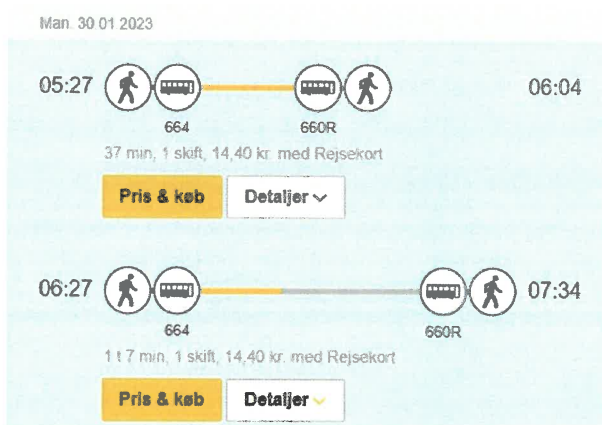 Man. 30 01 2023
05:27 06:04
664 660R
37 min, 1 skift, 14,40 kr. med Rejsekort
Pris & køb Detaljer
06:27 07:34
664 660R
1 t 7 min, 1 skift, 14,40 kr. med Rejsekort
Pris & køb Detaljer